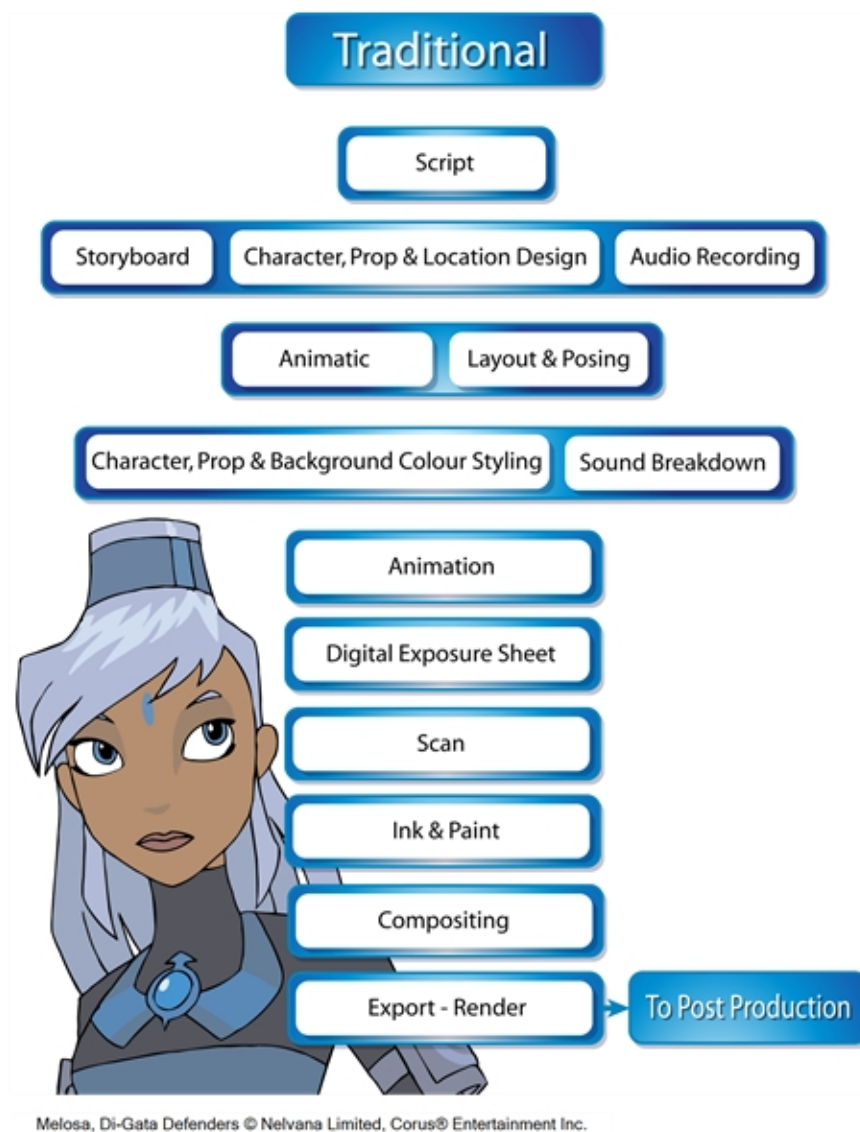 Traditional
Script
Storyboard
Character, Prop & Location Design
Audio Recording
Animatic
Layout & Posing
Character, Prop & Background Colour Styling
Sound Breakdown
Animation
Digital Exposure Sheet
Scan
Ink & Paint
Compositing
Export - Render
To Post Production
Melosa, Di-Gata Defenders © Nelvana Limited, Corus® Entertainment Inc.